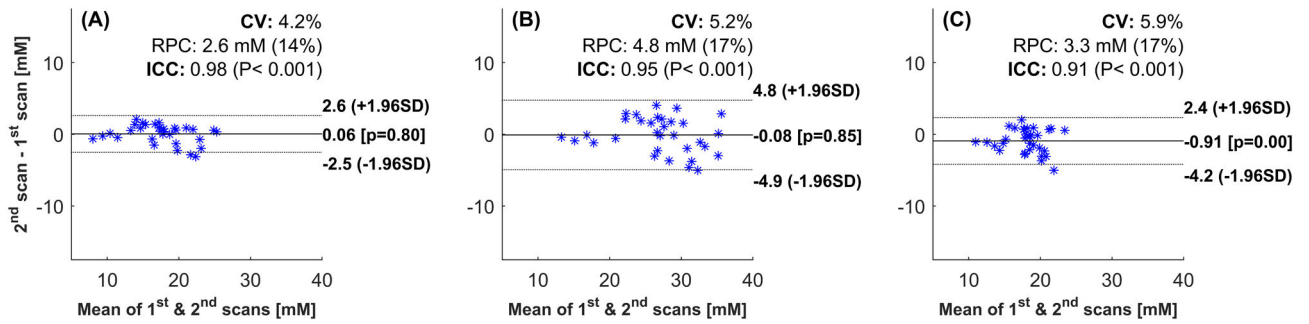 (A)
CV: 4.2%
RPC: 2.6 mM (14%)
ICC: 0.98 (P< 0.001)
2.6 (+1.96SD)
0.06 [p=0.80]
-2.5 (-1.96SD)
10
0
-10
2nd scan - 1st scan [mM]
10 20 30 40
Mean of 1st & 2nd scans [mM]
(B)
CV: 5.2%
RPC: 4.8 mM (17%)
ICC: 0.95 (P< 0.001)
4.8 (+1.96SD)
-0.08 [p=0.85]
-4.9 (-1.96SD)
10
0
-10
10 20 30 40
Mean of 1st & 2nd scans [mM]
(C)
CV: 5.9%
RPC: 3.3 mM (17%)
ICC: 0.91 (P< 0.001)
2.4 (+1.96SD)
-0.91 [p=0.00]
-4.2 (-1.96SD)
10
0
-10
10 20 30 40
Mean of 1st & 2nd scans [mM]